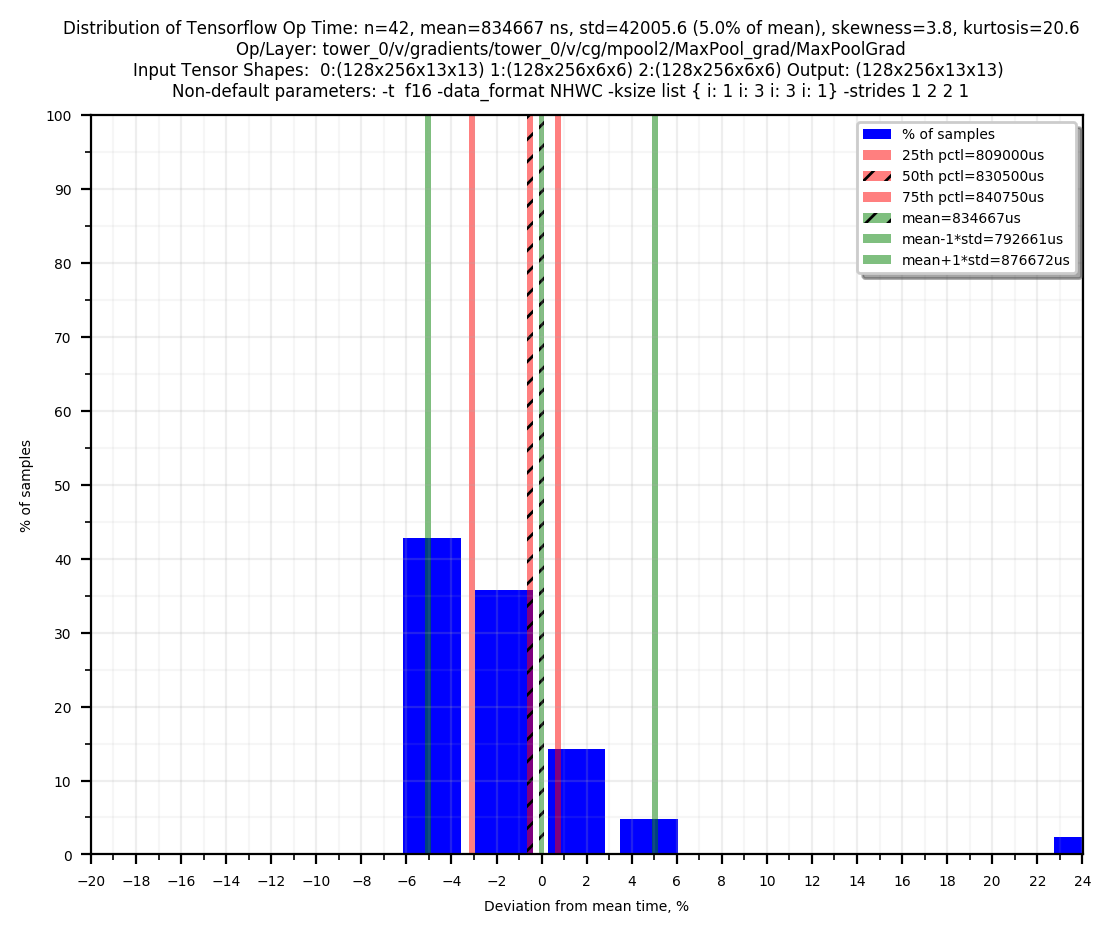 Distribution of Tensorflow Op Time: n=42, mean=834667 ns, std=42005.6 (5.0% of mean), skewness=3.8, kurtosis=20.6
Op/Layer: tower_0/v/gradients/tower_0/v/cg/mpool2/MaxPool_grad/MaxPoolGrad
Input Tensor Shapes:  0:(128x256x13x13) 1:(128x256x6x6) 2:(128x256x6x6) Output: (128x256x13x13)
Non-default parameters: -t  f16 -data_format NHWC -ksize list { i: 1 i: 3 i: 3 i: 1} -strides 1 2 2 1
% of samples
25th pctl=809000us
50th pctl=830500us
75th pctl=840750us
mean=834667us
mean-1*std=792661us
mean+1*std=876672us
100
90
80
70
60
50
40
30
20
10
0
% of samples
−20 −18 −16 −14 −12 −10 −8 −6 −4 −2 0 2 4 6 8 10 12 14 16 18 20 22 24
Deviation from mean time, %